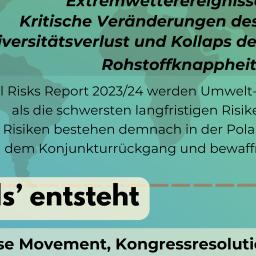 Extremwetterereignisse
Kritische Veränderungen des
iversitätsverlust und Kollaps de
Rohstoffknappheit
l Risks Report 2023/24 werden Umwelt-
als die schwersten langfristigen Risike
Risiken bestehen demnach in der Pola
dem Konjunkturrückgang und bewaff
ls’ entsteht
se Movement, Kongressresoluti